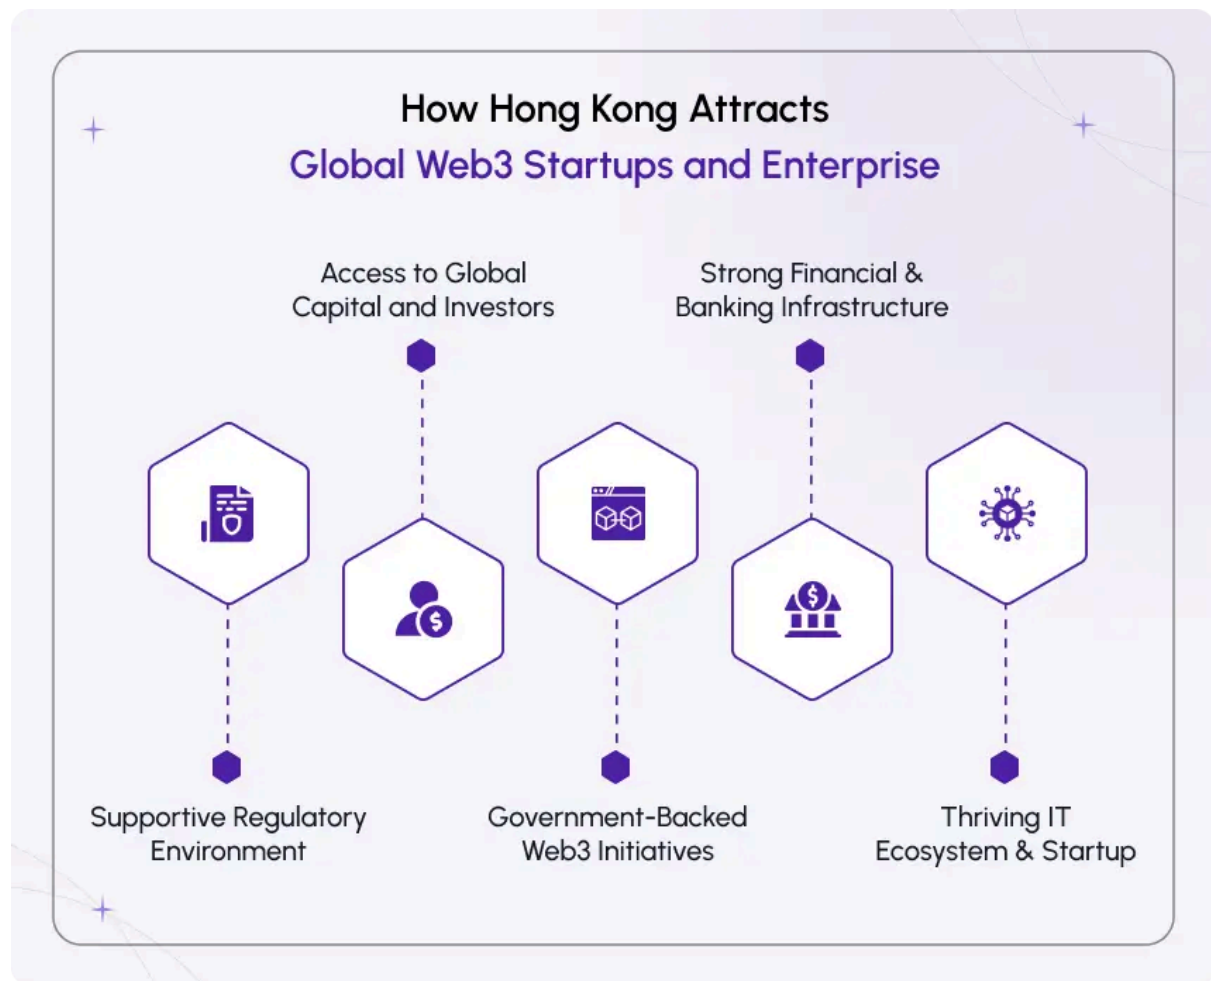 How Hong Kong Attracts
Global Web3 Startups and Enterprise
Access to Global
Capital and Investors
Strong Financial &
Banking Infrastructure
Supportive Regulatory
Environment
Government-Backed
Web3 Initiatives
Thriving IT
Ecosystem & Startup